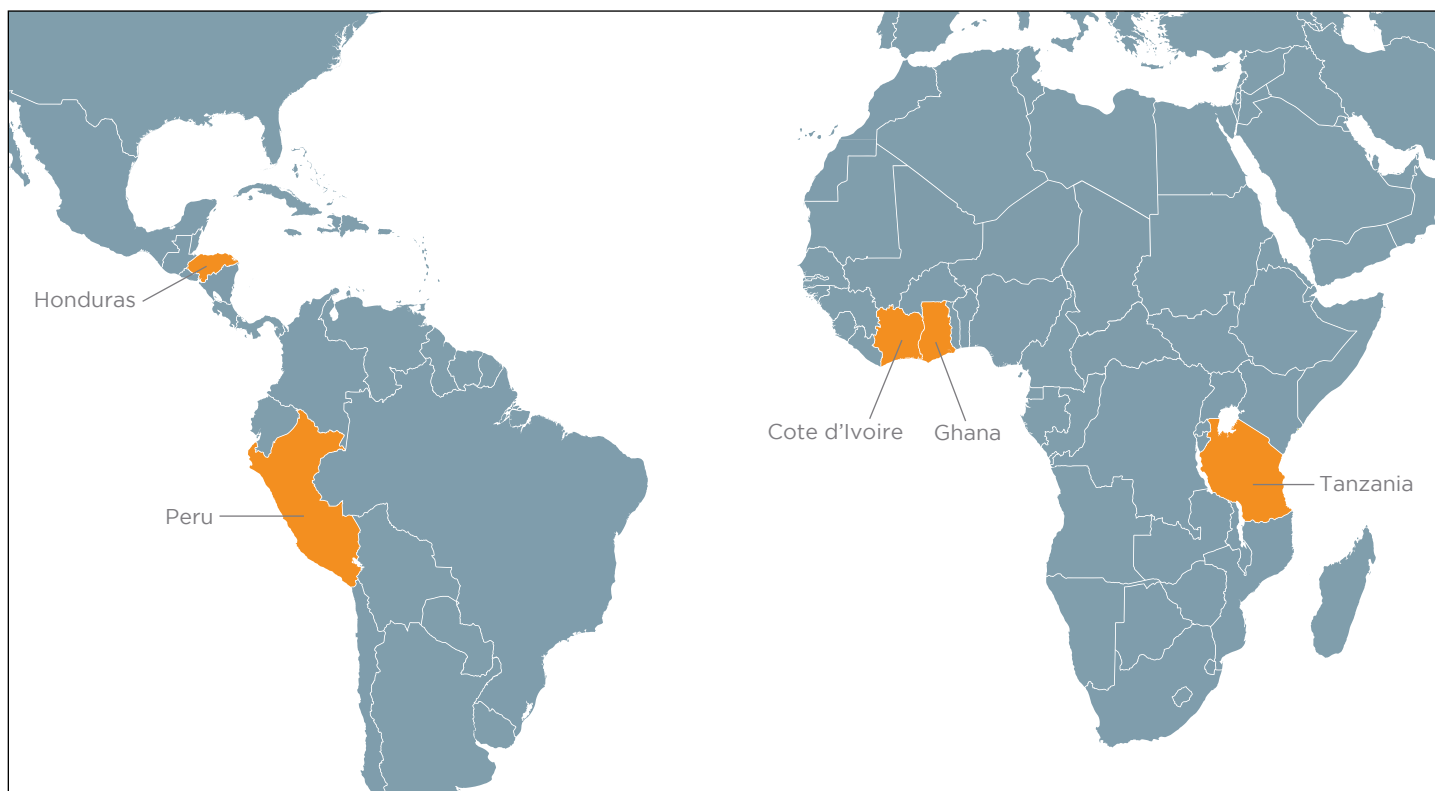 Honduras
Peru
Cote d’Ivoire
Ghana
Tanzania